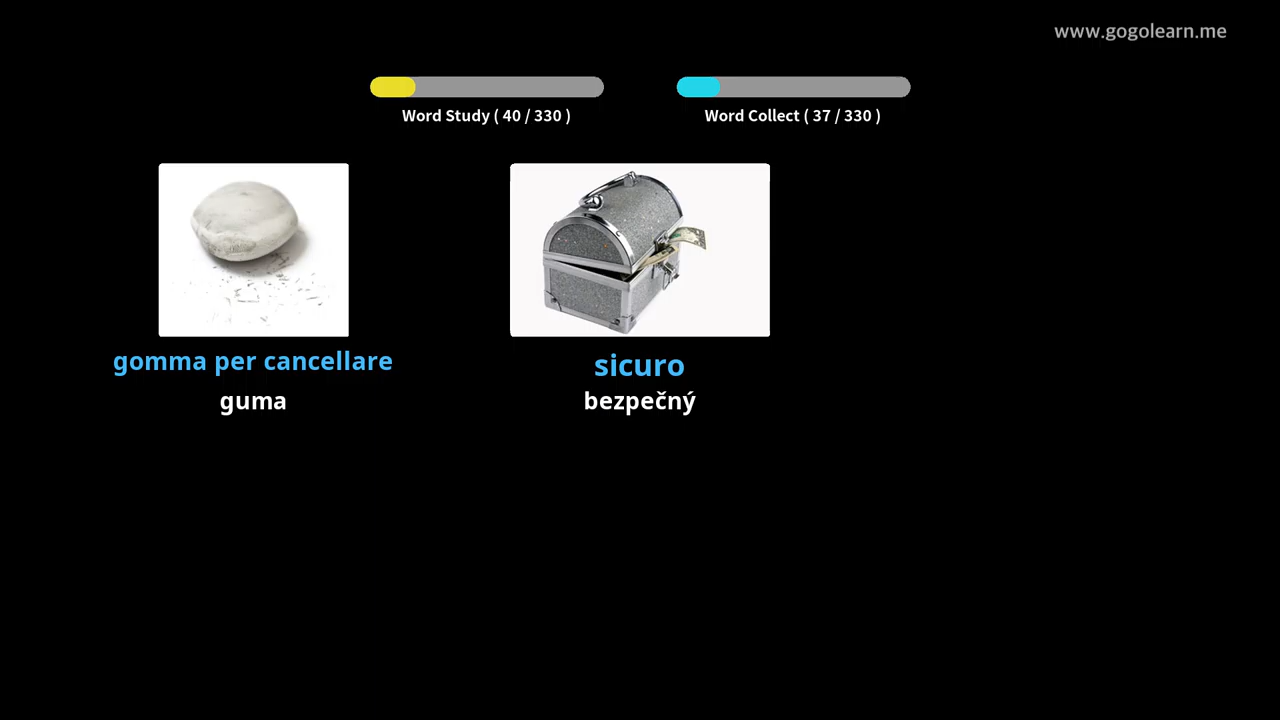 www.gogolearn.me
Word Study ( 40 / 330 )
Word Collect ( 37 / 330 )
gomma per cancellare
guma
sicuro
bezpečný